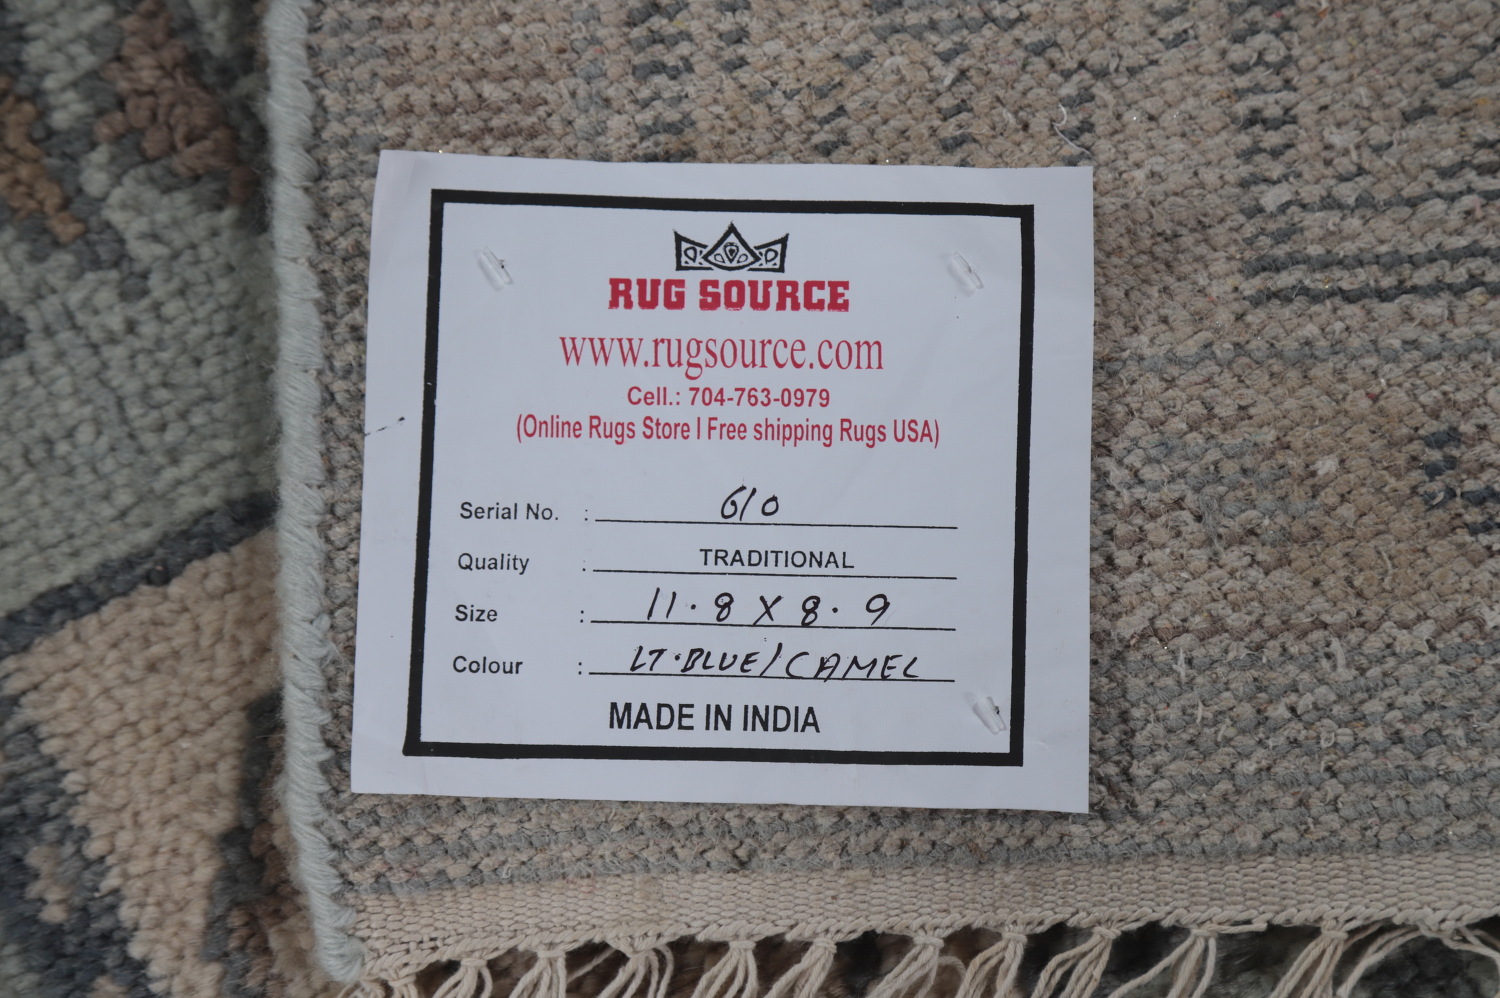 RUG SOURCE
www.rugsource.com
Cell.: 704-763-0979
(Online Rugs Store I Free shipping Rugs USA)
Serial No. : 610
Quality : TRADITIONAL
Size : 11.8 X 8.9
Colour : LT.BLUE/CAMEL
MADE IN INDIA